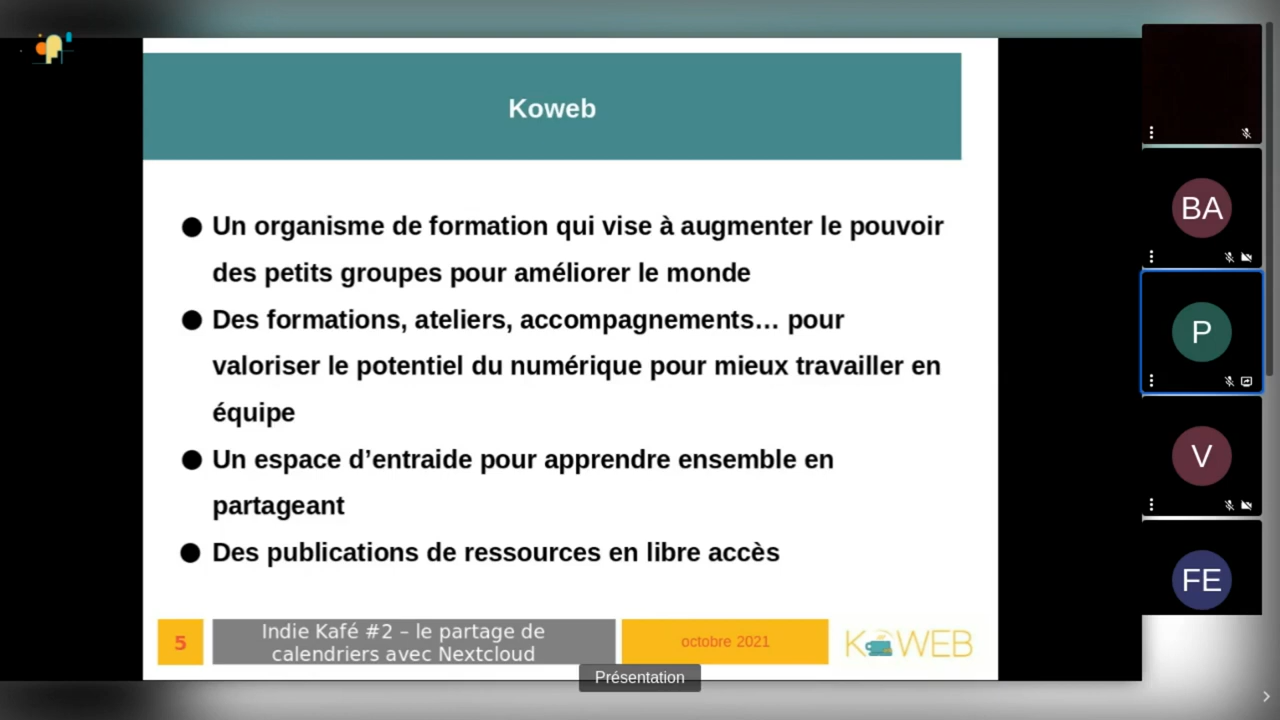 Koweb
● Un organisme de formation qui vise à augmenter le pouvoir
des petits groupes pour améliorer le monde
● Des formations, ateliers, accompagnements… pour
valoriser le potentiel du numérique pour mieux travailler en
équipe
● Un espace d’entraide pour apprendre ensemble en
partageant
● Des publications de ressources en libre accès
5
Indie Kafé #2 – le partage de
calendriers avec Nextcloud
octobre 2021
KOWEB
Présentation
BA
P
V
FE